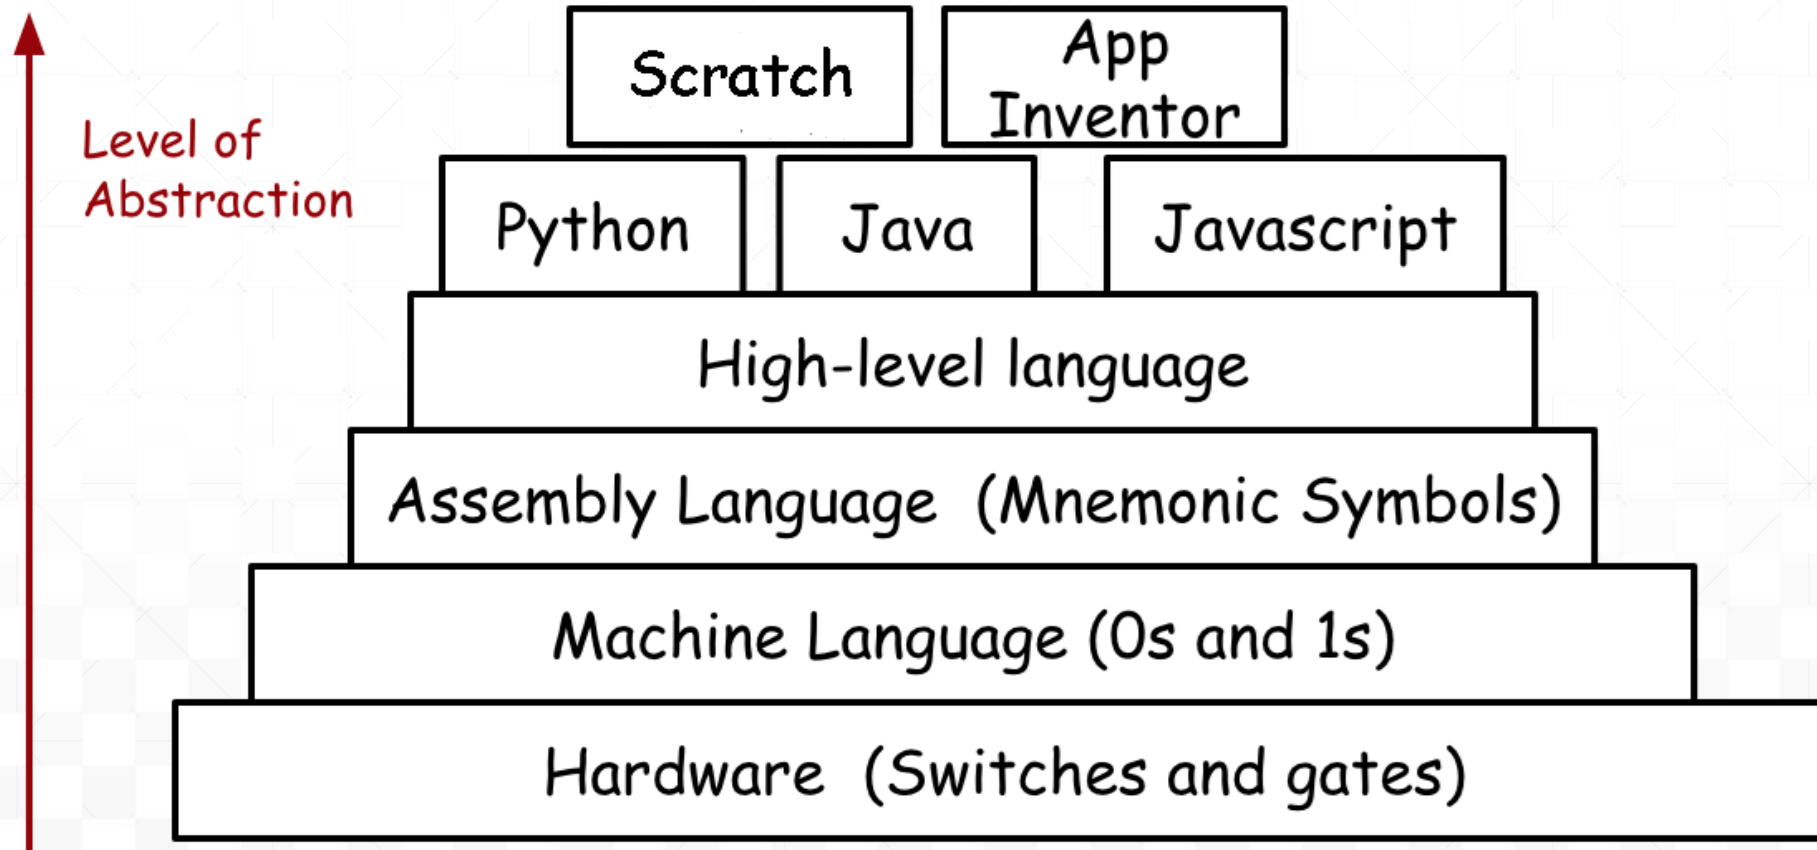 Scratch
App
Inventor
Level of
Abstraction
Python Java Javascript
High-level language
Assembly Language (Mnemonic Symbols)
Machine Language (0s and 1s)
Hardware (Switches and gates)